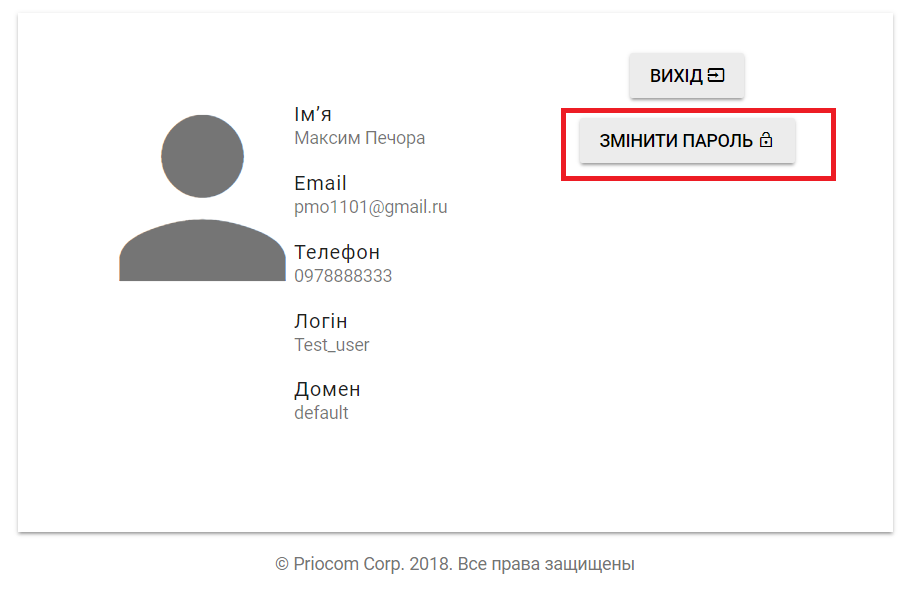 ВИХІД
ЗМІНИТИ ПАРОЛЬ
Ім’я
Максим Печора
Email
pmo1101@gmail.ru
Телефон
0978888333
Логін
Test_user
Домен
default
© Priocom Corp. 2018. Все права защищены